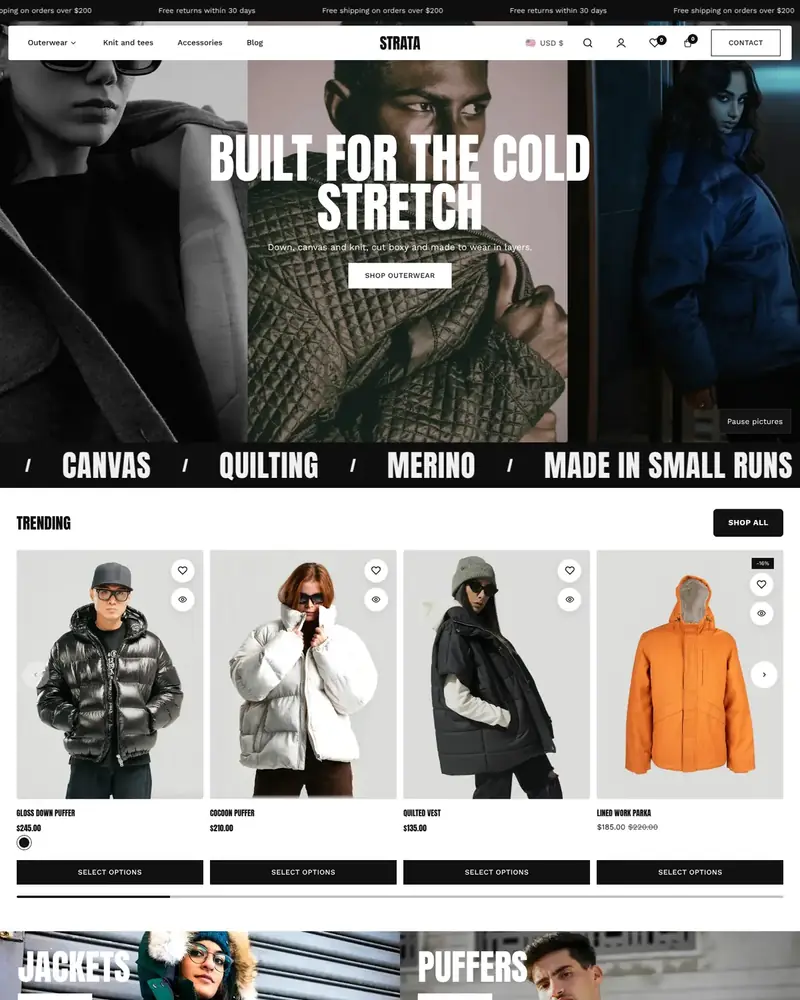 pping on orders over $200
Free returns within 30 days
Free shipping on orders over $200
Free returns within 30 days
Free shipping on orders over $200
Outerwear
Knit and tees
Accessories
Blog
STRATA
USD $
0
0
CONTACT
BUILT FOR THE COLD
STRETCH
Down, canvas and knit, cut boxy and made to wear in layers.
SHOP OUTERWEAR
Pause pictures
/ CANVAS / QUILTING / MERINO / MADE IN SMALL RUNS
TRENDING
SHOP ALL
-16%
GLOSS DOWN PUFFER
$245.00
SELECT OPTIONS
COCOON PUFFER
$210.00
SELECT OPTIONS
QUILTED VEST
$135.00
SELECT OPTIONS
LINED WORK PARKA
$185.00 $220.00
SELECT OPTIONS
JACKETS
PUFFERS